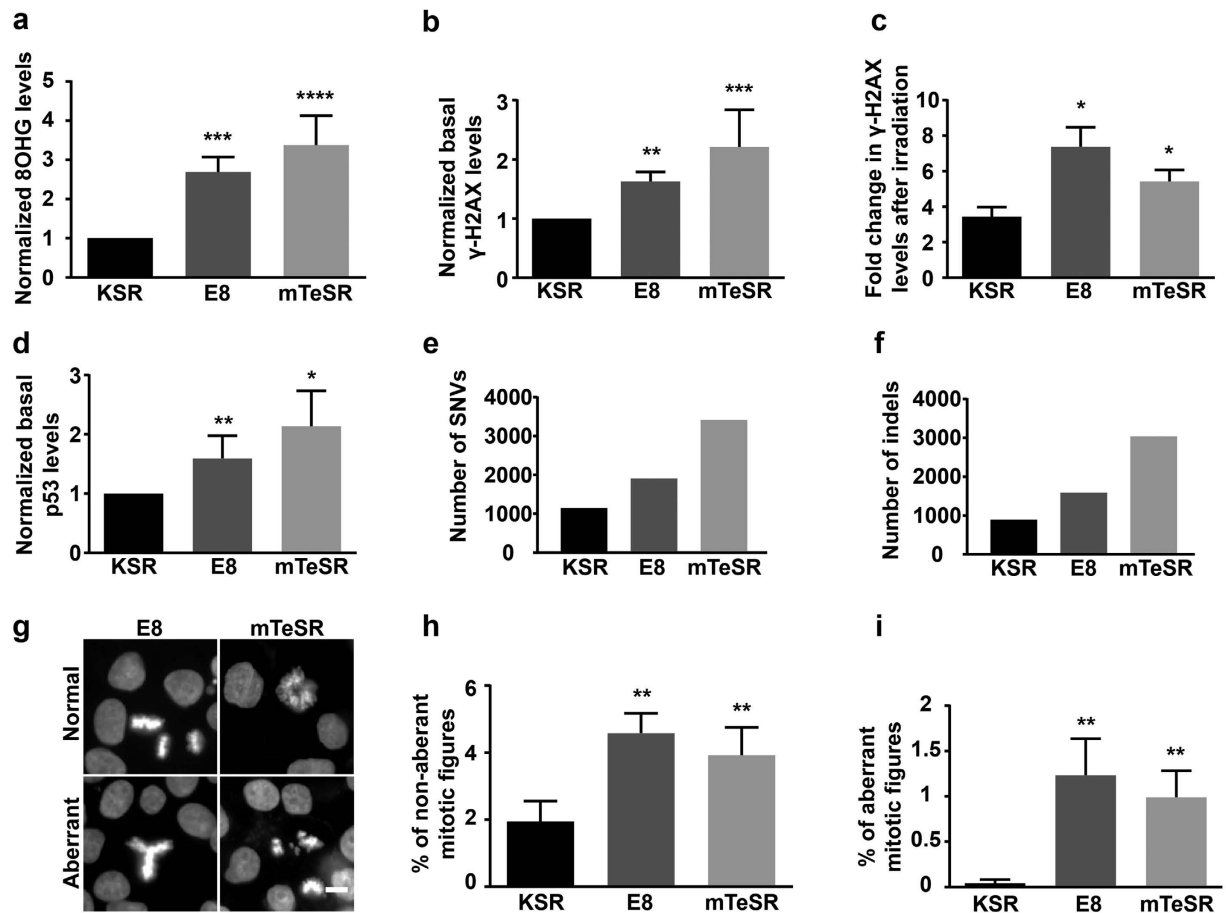 a
Normalized 8OHG levels
5
4
3
2
1
0
***
****
KSR E8 mTeSR
b
Normalized basal
γ-H2AX levels
3
2
1
0
**
***
KSR E8 mTeSR
c
Fold change in γ-H2AX
levels after irradiation
10
8
6
4
2
0
*
*
KSR E8 mTeSR
d
Normalized basal
p53 levels
3
2
1
0
**
*
KSR E8 mTeSR
e
Number of SNVs
4000
3000
2000
1000
0
KSR E8 mTeSR
f
Number of indels
4000
3000
2000
1000
0
KSR E8 mTeSR
g
E8 mTeSR
Normal
Aberrant
h
% of non-aberrant
mitotic figures
6
4
2
0
**
**
KSR E8 mTeSR
i
% of aberrant
mitotic figures
2
1.5
1
0.5
0
**
**
KSR E8 mTeSR